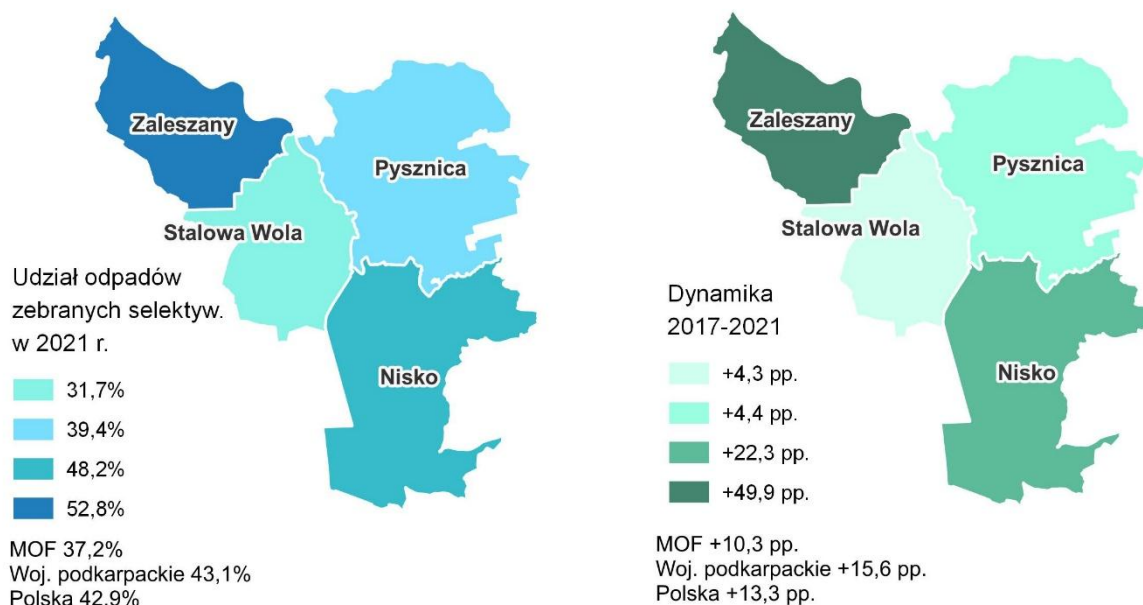 Zaleszany
Pysznica
Stalowa Wola
Nisko
Udział odpadów
zebranych selektyw.
w 2021 r.
31,7%
39,4%
48,2%
52,8%
MOF 37,2%
Woj. podkarpackie 43,1%
Polska 42,9%
Zaleszany
Pysznica
Stalowa Wola
Nisko
Dynamika
2017-2021
+4,3 pp.
+4,4 pp.
+22,3 pp.
+49,9 pp.
MOF +10,3 pp.
Woj. podkarpackie +15,6 pp.
Polska +13,3 pp.